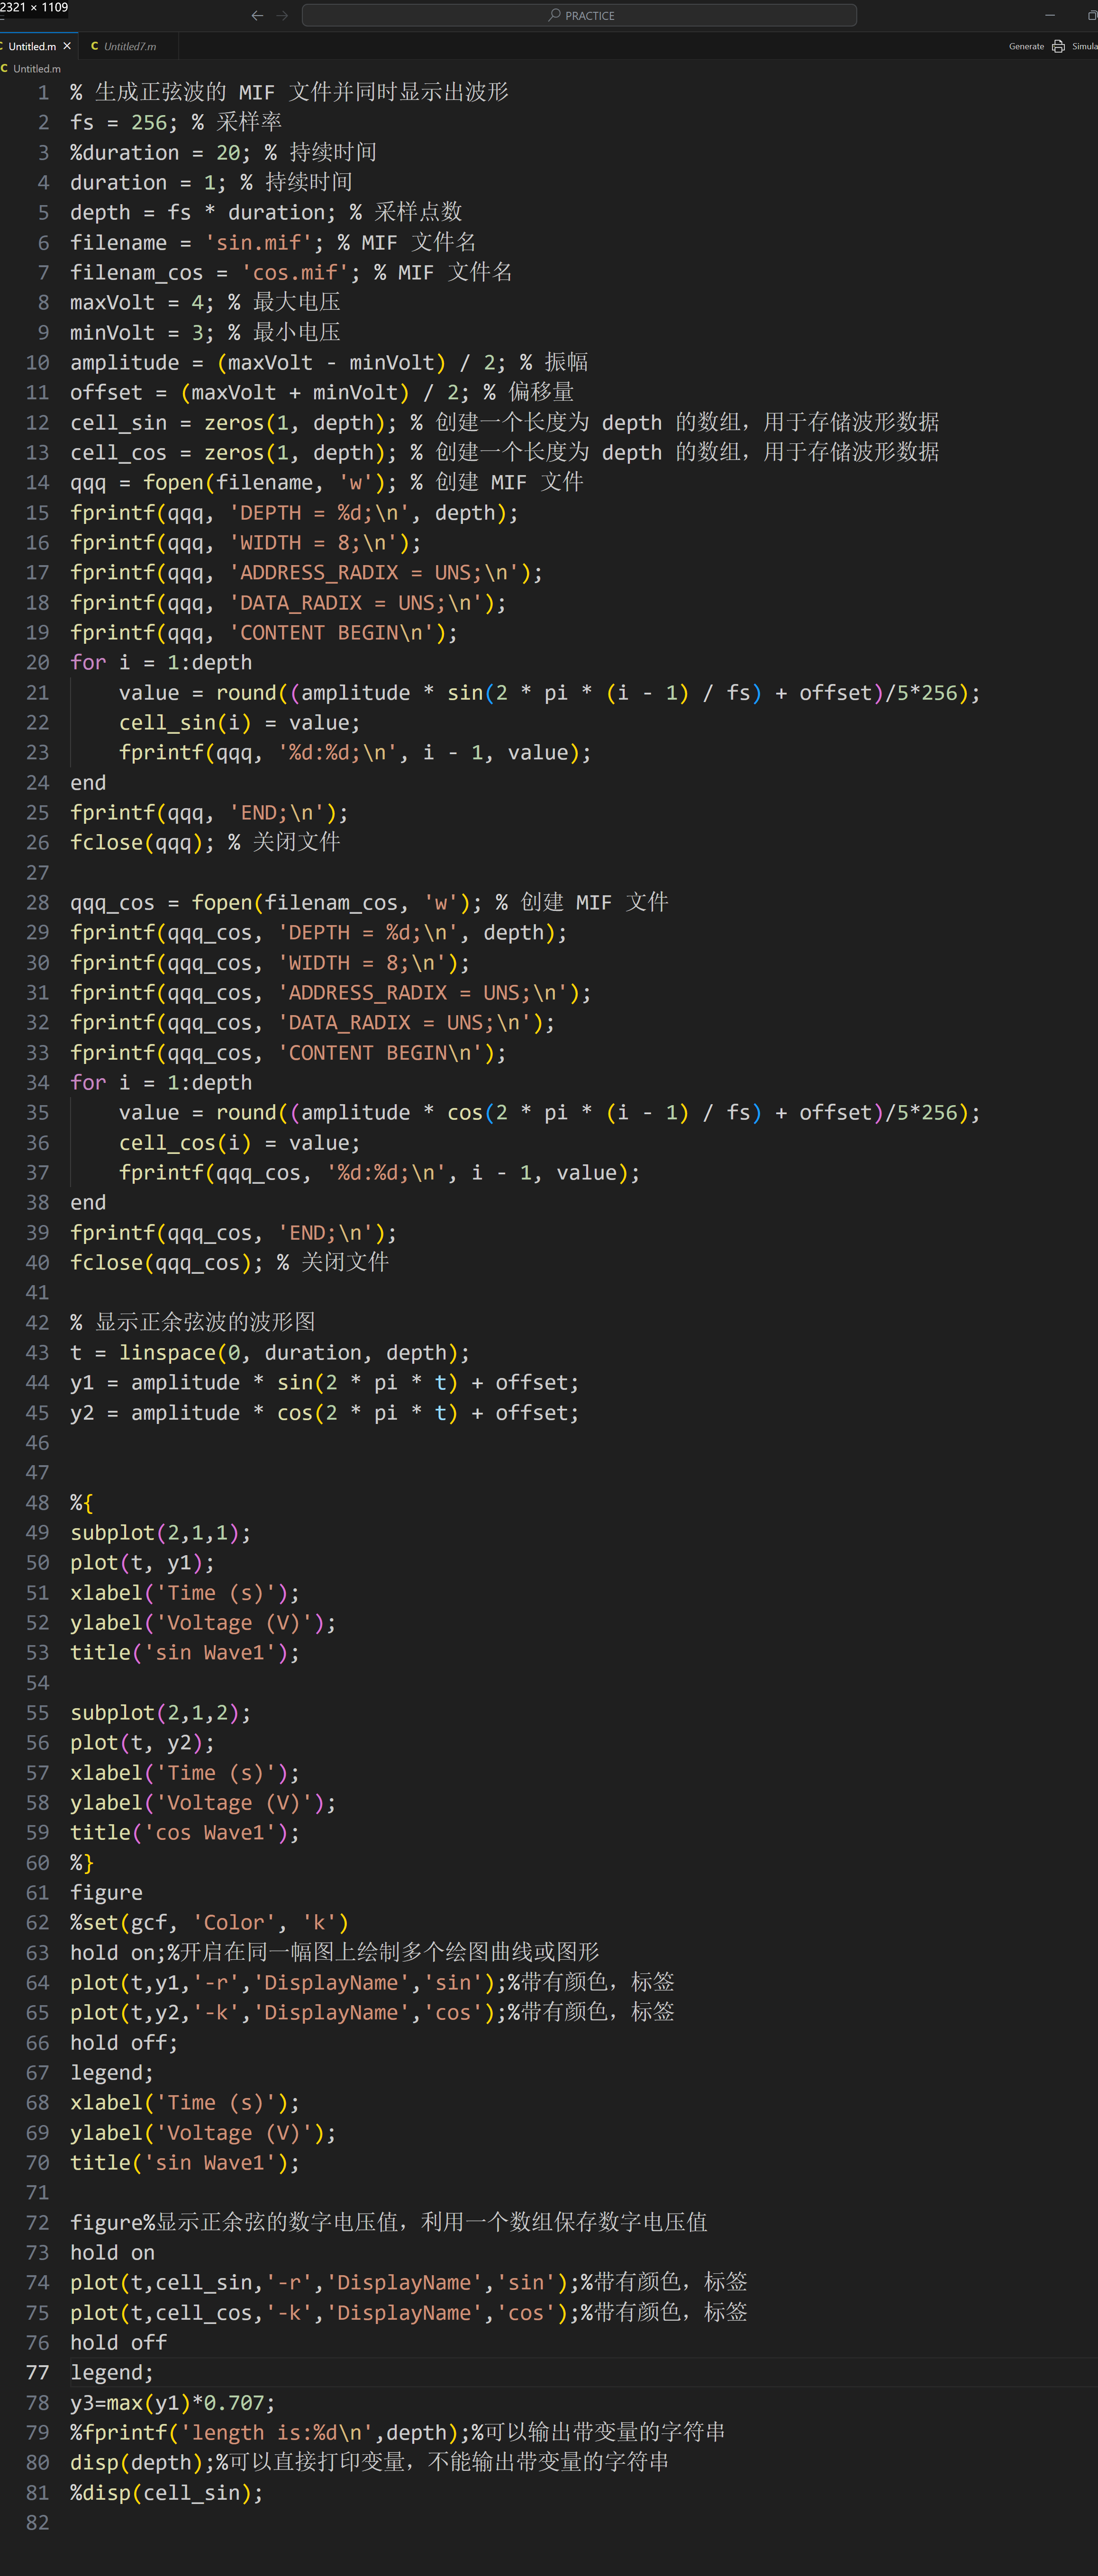 2321 × 1109
PRACTICE
C Untitled.m × C Untitled7.m Generate Simula
C Untitled.m
1 % 生成正弦波的 MIF 文件并同时显示出波形
2 fs = 256; % 采样率
3 %duration = 20; % 持续时间
4 duration = 1; % 持续时间
5 depth = fs * duration; % 采样点数
6 filename = 'sin.mif'; % MIF 文件名
7 filenam_cos = 'cos.mif'; % MIF 文件名
8 maxVolt = 4; % 最大电压
9 minVolt = 3; % 最小电压
10 amplitude = (maxVolt - minVolt) / 2; % 振幅
11 offset = (maxVolt + minVolt) / 2; % 偏移量
12 cell_sin = zeros(1, depth); % 创建一个长度为 depth 的数组，用于存储波形数据
13 cell_cos = zeros(1, depth); % 创建一个长度为 depth 的数组，用于存储波形数据
14 qqq = fopen(filename, 'w'); % 创建 MIF 文件
15 fprintf(qqq, 'DEPTH = %d;\n', depth);
16 fprintf(qqq, 'WIDTH = 8;\n');
17 fprintf(qqq, 'ADDRESS_RADIX = UNS;\n');
18 fprintf(qqq, 'DATA_RADIX = UNS;\n');
19 fprintf(qqq, 'CONTENT BEGIN\n');
20 for i = 1:depth
21     value = round((amplitude * sin(2 * pi * (i - 1) / fs) + offset)/5*256);
22     cell_sin(i) = value;
23     fprintf(qqq, '%d:%d;\n', i - 1, value);
24 end
25 fprintf(qqq, 'END;\n');
26 fclose(qqq); % 关闭文件
27
28 qqq_cos = fopen(filenam_cos, 'w'); % 创建 MIF 文件
29 fprintf(qqq_cos, 'DEPTH = %d;\n', depth);
30 fprintf(qqq_cos, 'WIDTH = 8;\n');
31 fprintf(qqq_cos, 'ADDRESS_RADIX = UNS;\n');
32 fprintf(qqq_cos, 'DATA_RADIX = UNS;\n');
33 fprintf(qqq_cos, 'CONTENT BEGIN\n');
34 for i = 1:depth
35     value = round((amplitude * cos(2 * pi * (i - 1) / fs) + offset)/5*256);
36     cell_cos(i) = value;
37     fprintf(qqq_cos, '%d:%d;\n', i - 1, value);
38 end
39 fprintf(qqq_cos, 'END;\n');
40 fclose(qqq_cos); % 关闭文件
41
42 % 显示正余弦波的波形图
43 t = linspace(0, duration, depth);
44 y1 = amplitude * sin(2 * pi * t) + offset;
45 y2 = amplitude * cos(2 * pi * t) + offset;
46
47
48 %{
49 subplot(2,1,1);
50 plot(t, y1);
51 xlabel('Time (s)');
52 ylabel('Voltage (V)');
53 title('sin Wave1');
54
55 subplot(2,1,2);
56 plot(t, y2);
57 xlabel('Time (s)');
58 ylabel('Voltage (V)');
59 title('cos Wave1');
60 %}
61 figure
62 %set(gcf, 'Color', 'k')
63 hold on;%开启在同一幅图上绘制多个绘图曲线或图形
64 plot(t,y1,'-r','DisplayName','sin');%带有颜色，标签
65 plot(t,y2,'-k','DisplayName','cos');%带有颜色，标签
66 hold off;
67 legend;
68 xlabel('Time (s)');
69 ylabel('Voltage (V)');
70 title('sin Wave1');
71
72 figure%显示正余弦的数字电压值，利用一个数组保存数字电压值
73 hold on
74 plot(t,cell_sin,'-r','DisplayName','sin');%带有颜色，标签
75 plot(t,cell_cos,'-k','DisplayName','cos');%带有颜色，标签
76 hold off
77 legend;
78 y3=max(y1)*0.707;
79 %fprintf('length is:%d\n',depth);%可以输出带变量的字符串
80 disp(depth);%可以直接打印变量，不能输出带变量的字符串
81 %disp(cell_sin);
82